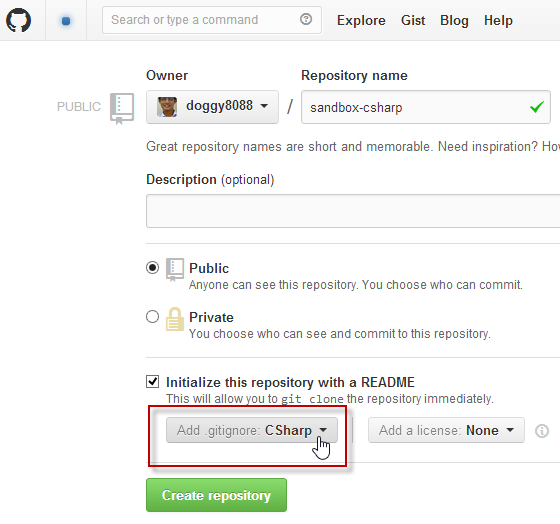 Search or type a command
Explore Gist Blog Help
Owner Repository name
PUBLIC doggy8088 / sandbox-csharp
Great repository names are short and memorable. Need inspiration? How
Description (optional)
Public
Anyone can see this repository. You choose who can commit.
Private
You choose who can see and commit to this repository.
Initialize this repository with a README
This will allow you to git clone the repository immediately.
Add .gitignore: CSharp Add a license: None
Create repository